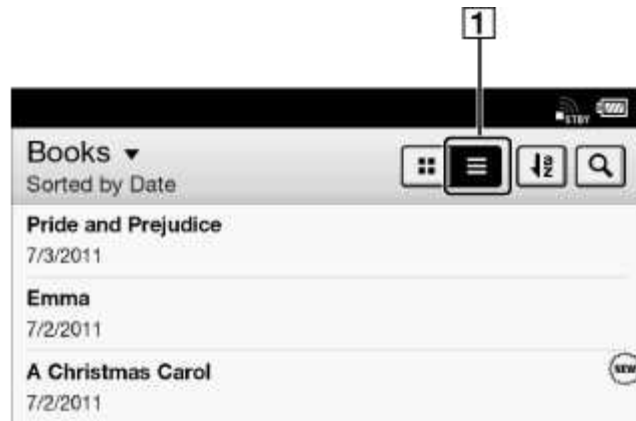 1
STBY
Books
Sorted by Date
Pride and Prejudice
7/3/2011
Emma
7/2/2011
A Christmas Carol
7/2/2011